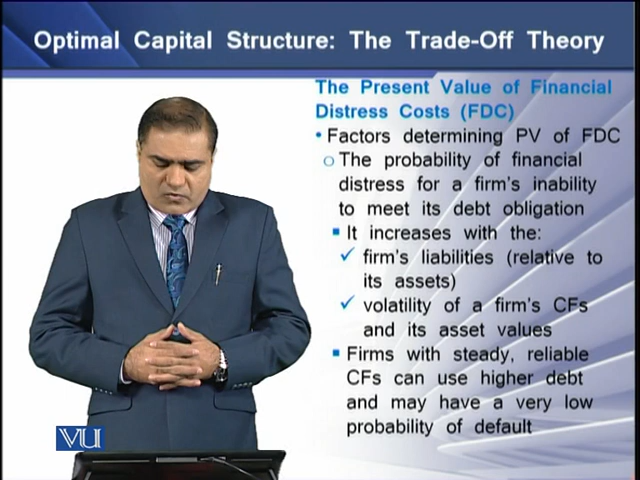 Optimal Capital Structure: The Trade-Off Theory
The Present Value of Financial
Distress Costs (FDC)
• Factors determining PV of FDC
o The probability of financial
distress for a firm's inability
to meet its debt obligation
▪ It increases with the:
✓ firm's liabilities (relative to
its assets)
✓ volatility of a firm's CFs
and its asset values
▪ Firms with steady, reliable
CFs can use higher debt
and may have a very low
probability of default
VU